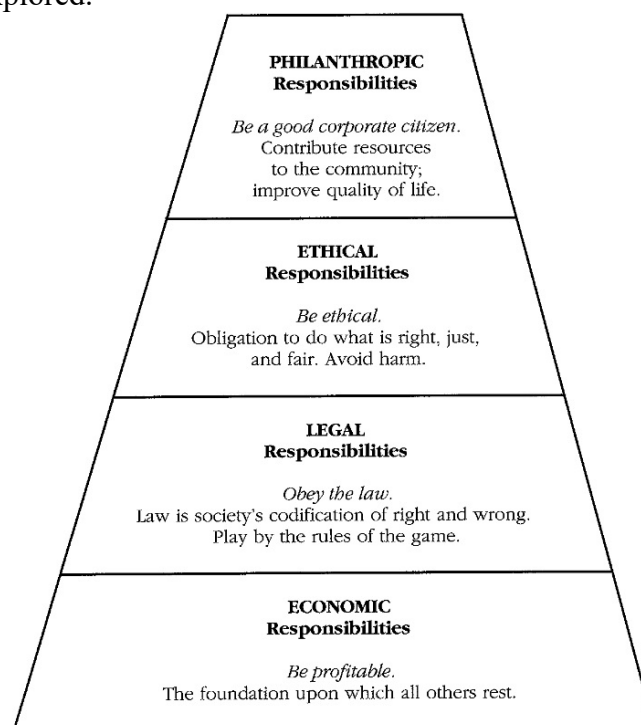 PHILANTHROPIC
Responsibilities
Be a good corporate citizen.
Contribute resources
to the community;
improve quality of life.
ETHICAL
Responsibilities
Be ethical.
Obligation to do what is right, just,
and fair. Avoid harm.
LEGAL
Responsibilities
Obey the law.
Law is society's codification of right and wrong.
Play by the rules of the game.
ECONOMIC
Responsibilities
Be profitable.
The foundation upon which all others rest.